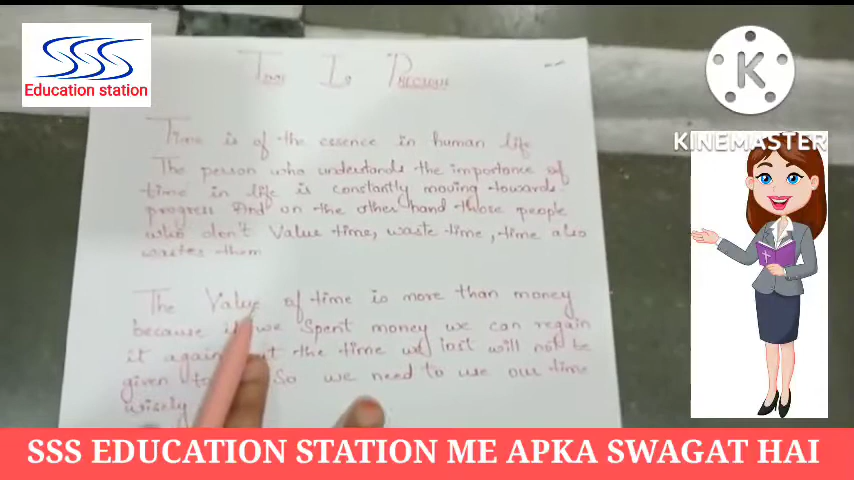 SSS
Education station
Time Is Precious
KINEMASTER
Time is of the essence in human life
The person who understands the importance of
time in life is constantly moving towards
progress And on the other hand those people
who don't Value time, waste time, time also
wastes them
The Value of time is more than money
because if we Spent money we can regain
it again but the time we lost will not be
given to So we need to use our time
wisely
SSS EDUCATION STATION ME APKA SWAGAT HAI